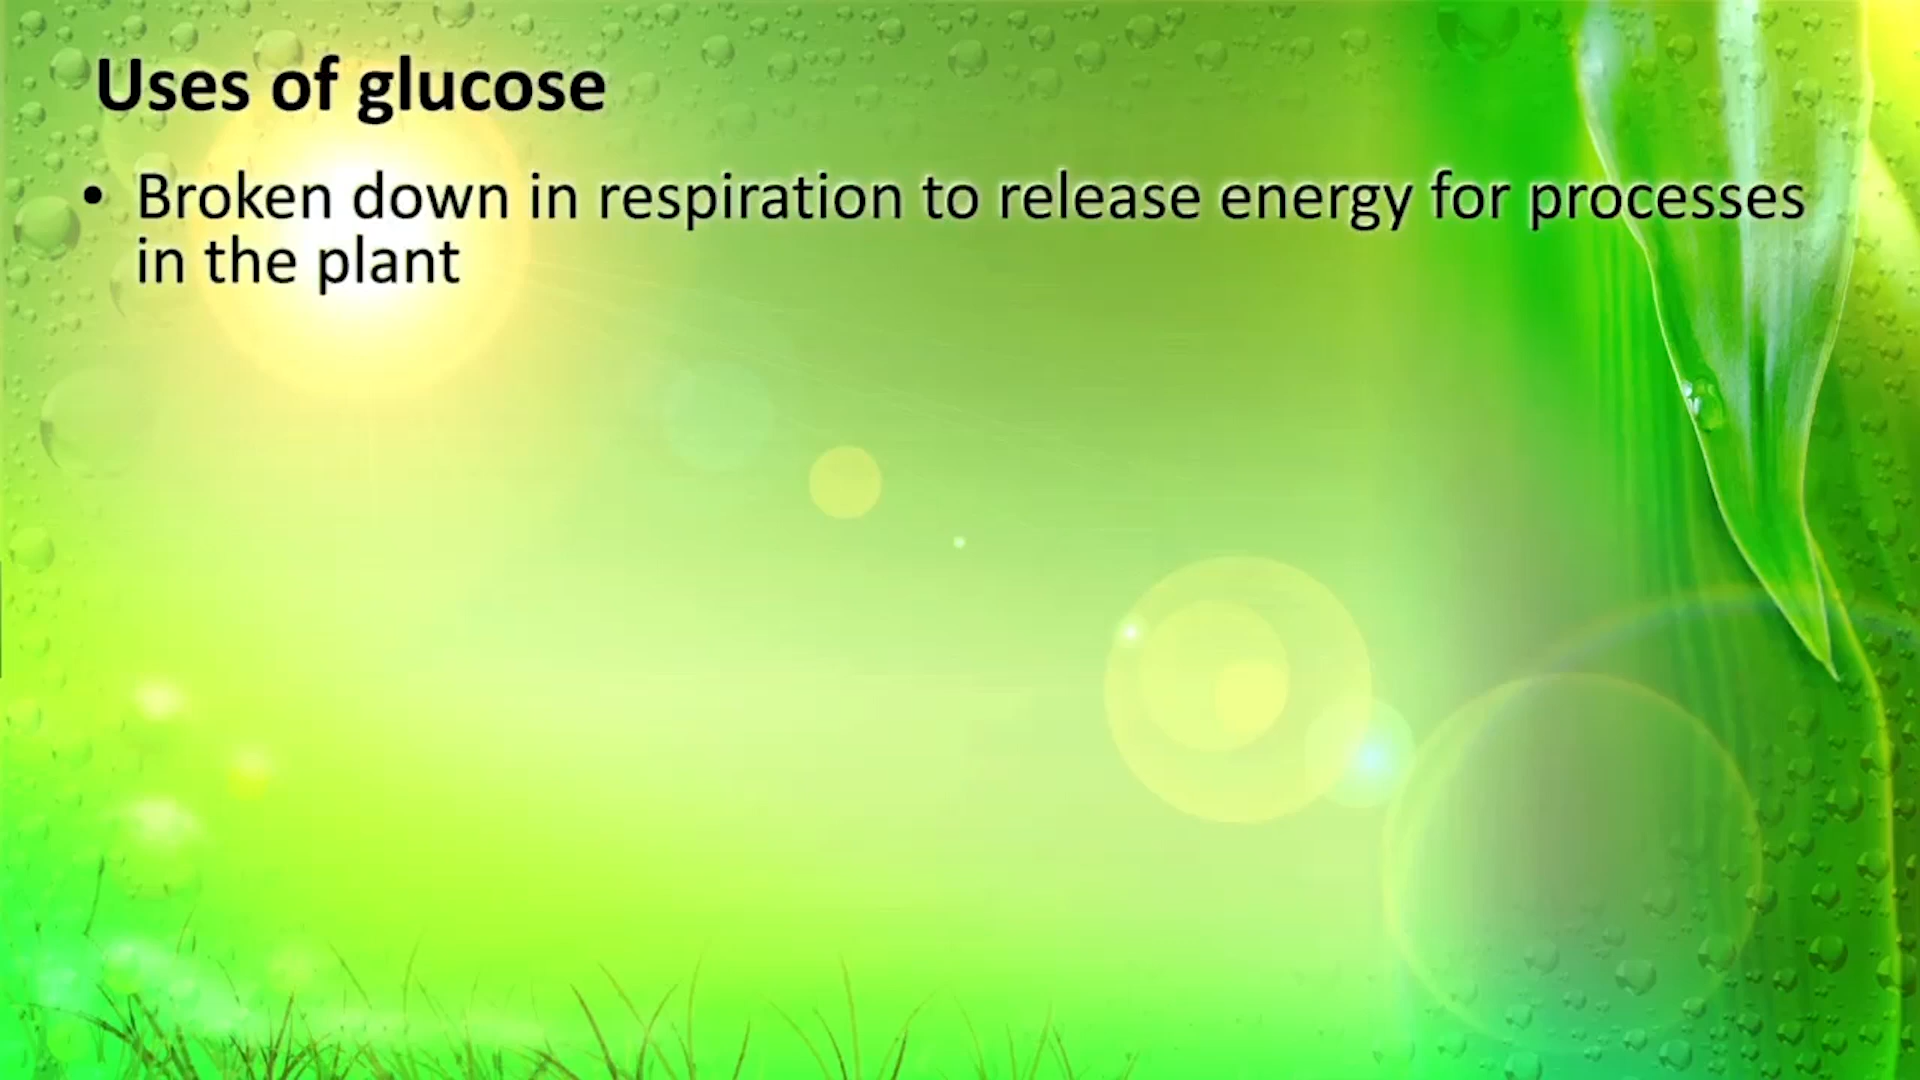 Uses of glucose
• Broken down in respiration to release energy for processes
in the plant